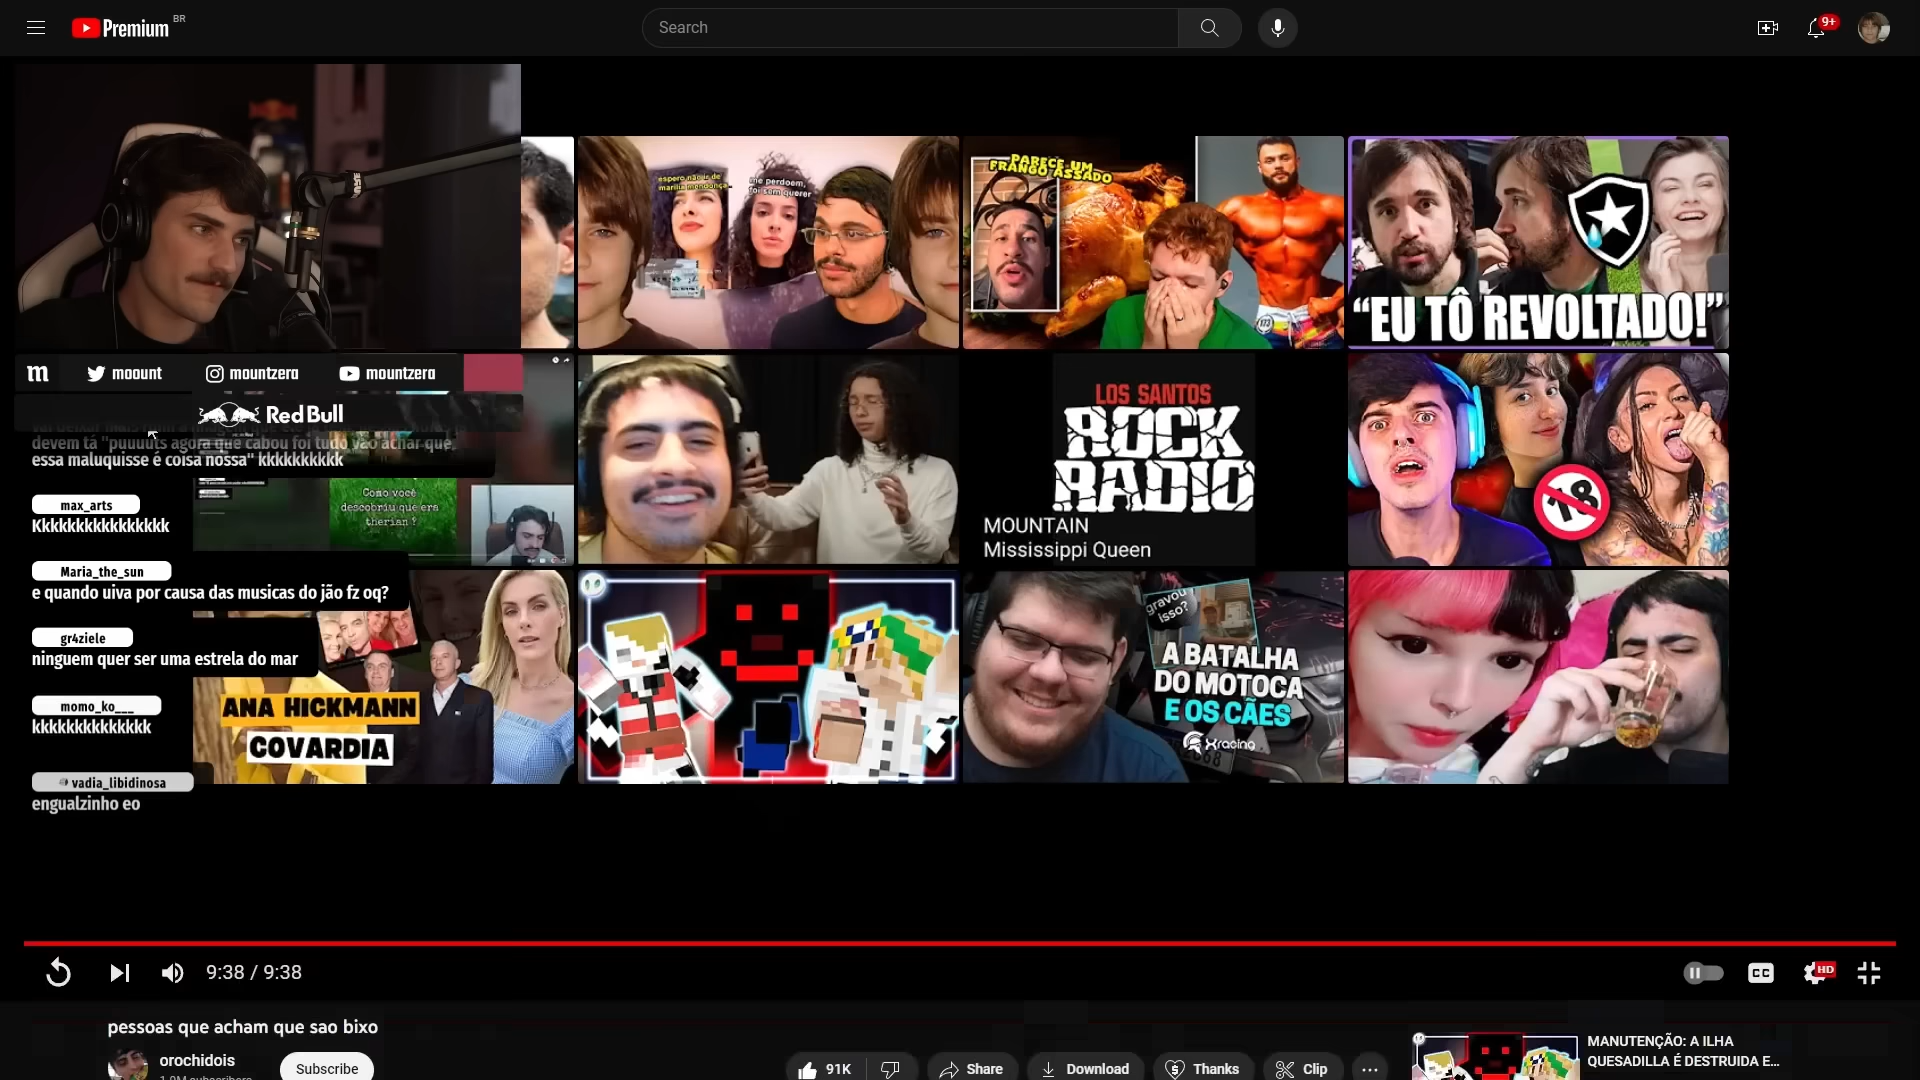 Premium
BR
Search
9+
espero não ir de
marília mendonça
me perdoem,
foi sem querer
PARECE UM
FRANGO ASSADO
"EU TÔ REVOLTADO!"
m
moount
mountzera
mountzera
Red Bull
devem tá "puuuuts agora que cabou foi tudo vão achar que
essa maluquisse é coisa nossa" kkkkkkkkkk
max_arts
Kkkkkkkkkkkkkkkk
Como você
descobriu que era
therian ?
LOS SANTOS
ROCK
RADIO
MOUNTAIN
Mississippi Queen
18
Maria_the_sun
e quando uiva por causa das musicas do jão fz oq?
gr4ziele
ninguem quer ser uma estrela do mar
momo_ko___
kkkkkkkkkkkkkk
vadia_libidinosa
engualzinho eo
ANA HICKMANN
COVARDIA
gravou
isso?
A BATALHA
DO MOTOCA
E OS CÃES
Xracing
9:38 / 9:38
CC
HD
pessoas que acham que sao bixo
orochidois
Subscribe
91K
Share
Download
Thanks
Clip
MANUTENÇÃO: A ILHA
QUESADILLA É DESTRUIDA E...